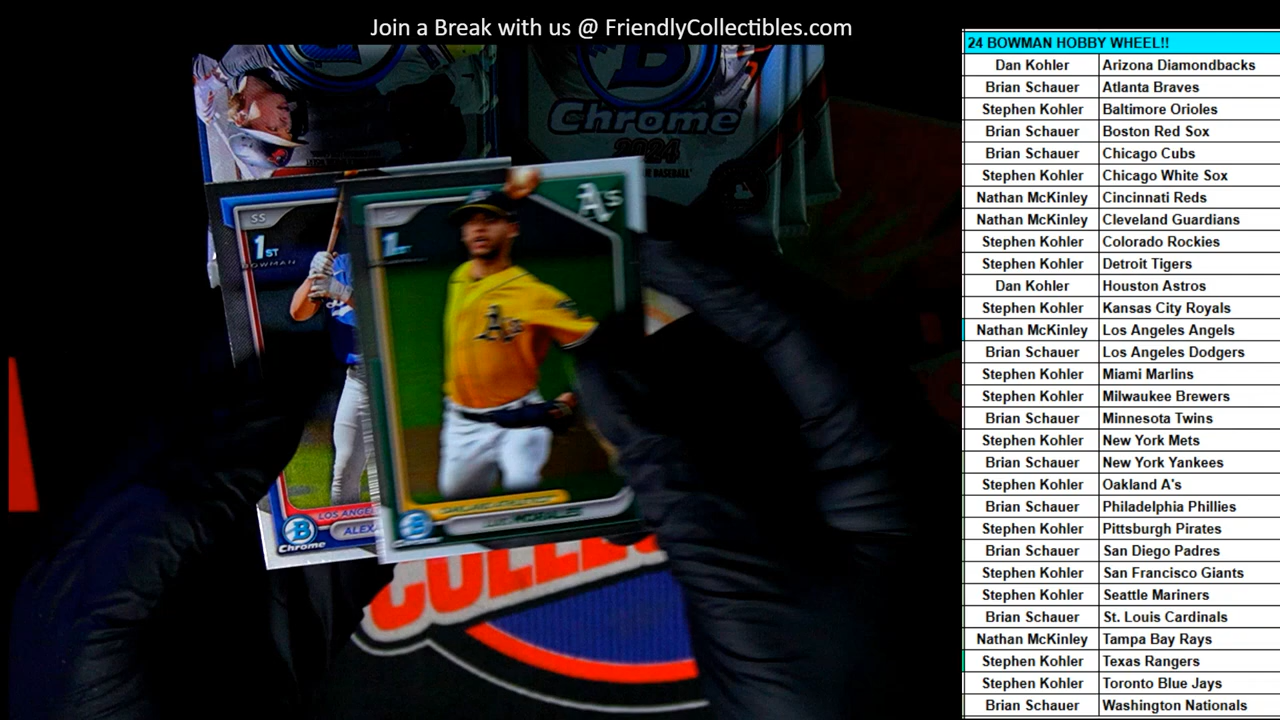 Join a Break with us @ FriendlyCollectibles.com
24 BOWMAN HOBBY WHEEL!!
Dan Kohler Arizona Diamondbacks
Brian Schauer Atlanta Braves
Stephen Kohler Baltimore Orioles
Brian Schauer Boston Red Sox
Brian Schauer Chicago Cubs
Stephen Kohler Chicago White Sox
Nathan McKinley Cincinnati Reds
Nathan McKinley Cleveland Guardians
Stephen Kohler Colorado Rockies
Stephen Kohler Detroit Tigers
Dan Kohler Houston Astros
Stephen Kohler Kansas City Royals
Nathan McKinley Los Angeles Angels
Brian Schauer Los Angeles Dodgers
Stephen Kohler Miami Marlins
Stephen Kohler Milwaukee Brewers
Brian Schauer Minnesota Twins
Stephen Kohler New York Mets
Brian Schauer New York Yankees
Stephen Kohler Oakland A's
Brian Schauer Philadelphia Phillies
Stephen Kohler Pittsburgh Pirates
Brian Schauer San Diego Padres
Stephen Kohler San Francisco Giants
Stephen Kohler Seattle Mariners
Brian Schauer St. Louis Cardinals
Nathan McKinley Tampa Bay Rays
Stephen Kohler Texas Rangers
Stephen Kohler Toronto Blue Jays
Brian Schauer Washington Nationals
B
Chrome
2024
SS
1ST
BOWMAN
LOS ANGE
ALEXA
B
Chrome
A's
1ST
A's
B
COLLE